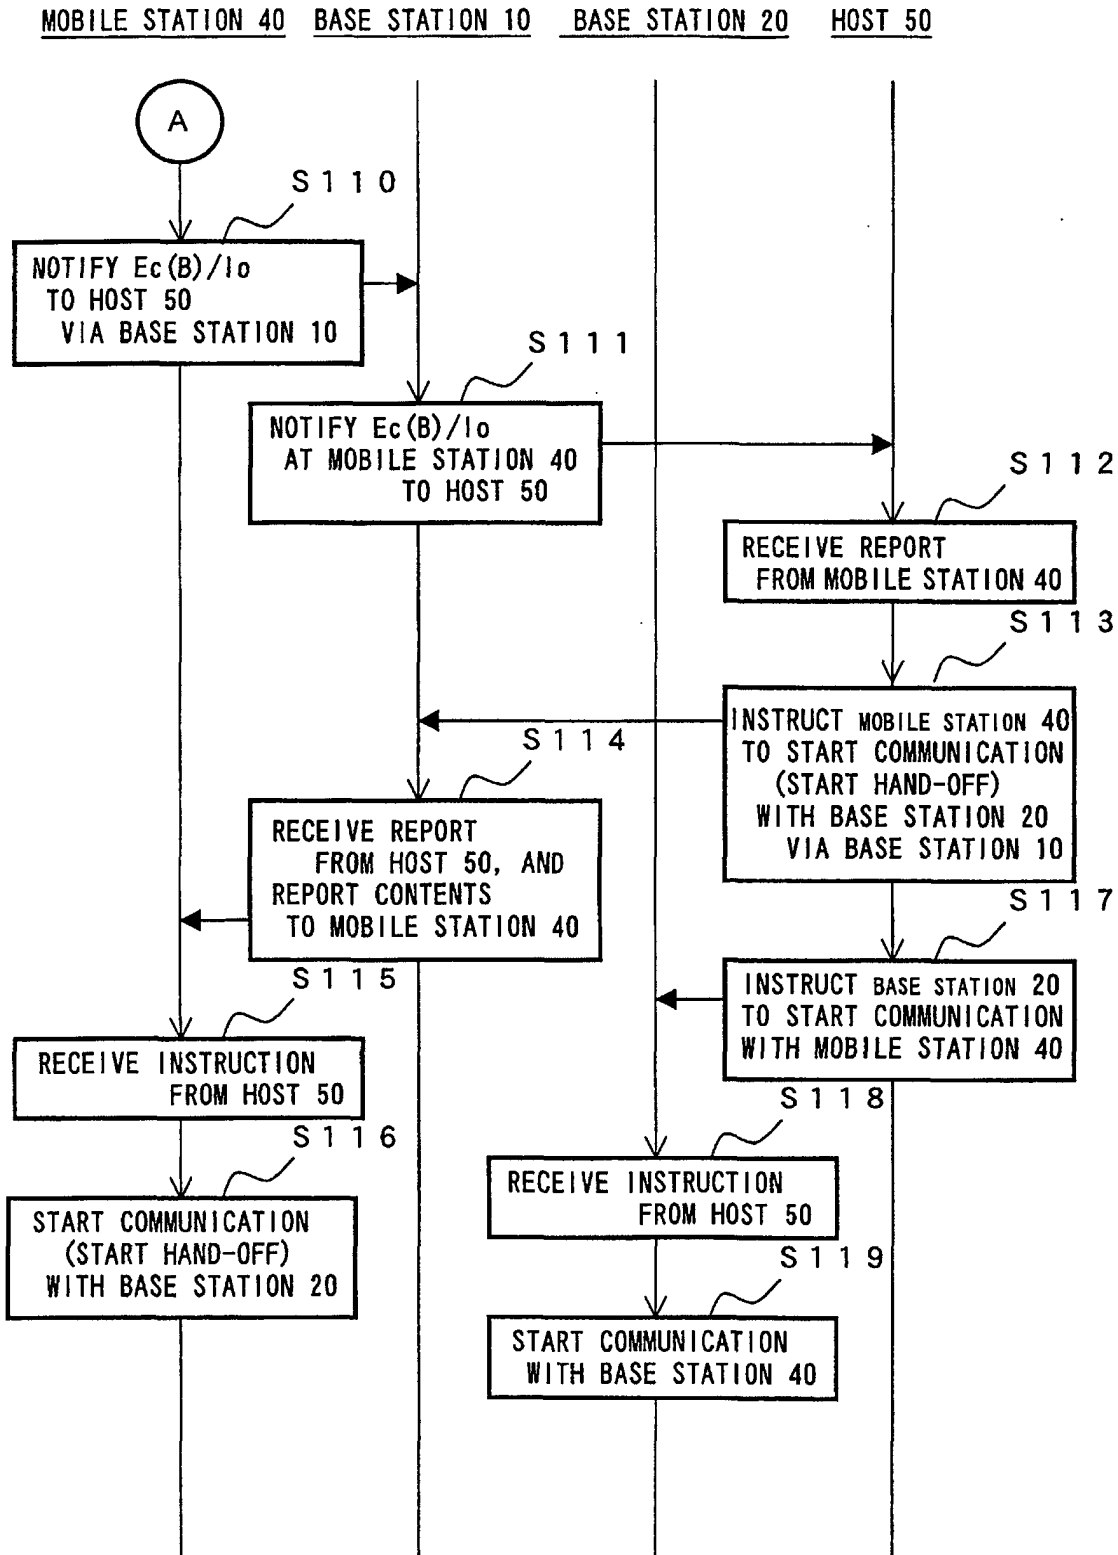 MOBILE STATION 40 BASE STATION 10 BASE STATION 20 HOST 50
A
S110
NOTIFY Ec(B)/Io
TO HOST 50
VIA BASE STATION 10
S111
NOTIFY Ec(B)/Io
AT MOBILE STATION 40
TO HOST 50
S112
RECEIVE REPORT
FROM MOBILE STATION 40
S113
INSTRUCT MOBILE STATION 40
TO START COMMUNICATION
(START HAND-OFF)
WITH BASE STATION 20
VIA BASE STATION 10
S114
RECEIVE REPORT
FROM HOST 50, AND
REPORT CONTENTS
TO MOBILE STATION 40
S117
INSTRUCT BASE STATION 20
TO START COMMUNICATION
WITH MOBILE STATION 40
S115
RECEIVE INSTRUCTION
FROM HOST 50
S116
START COMMUNICATION
(START HAND-OFF)
WITH BASE STATION 20
S118
RECEIVE INSTRUCTION
FROM HOST 50
S119
START COMMUNICATION
WITH BASE STATION 40